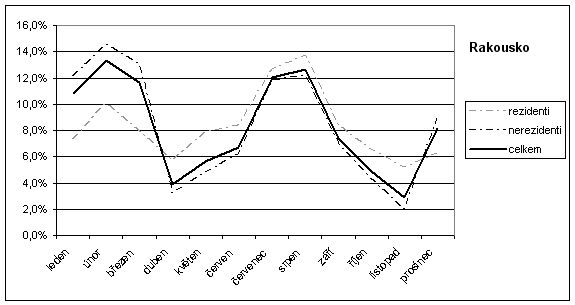 16,0%
14,0%
12,0%
10,0%
8,0%
6,0%
4,0%
2,0%
0,0%
leden
únor
březen
duben
květen
červen
červenec
srpen
září
říjen
listopad
prosinec
Rakousko
rezidenti
nerezidenti
celkem